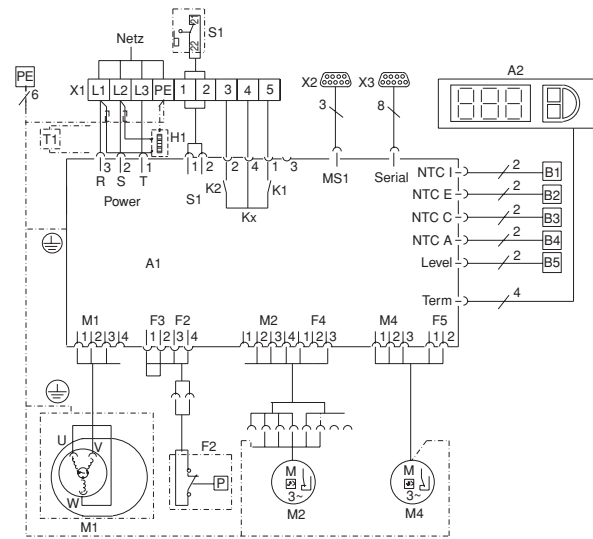 Netz
S1
21
22
PE
6
X1 L1 L2 L3 PE 1 2 3 4 5
X2
X3
3
8
A2
T1
H1
3 2 1
R S T
Power
1 2
S1
2 4 1 3
K2 K1
Kx
MS1
Serial
NTC I 2 B1
NTC E 2 B2
NTC C 2 B3
NTC A 2 B4
Level 2 B5
Term 4
A1
M1 F3 F2 M2 F4 M4 F5
1 2 3 4 1 2 3 4 1 2 3 4 1 2 3 1 2 3 1 2
U V
W
M1
F2
P
M
3~
M2
M
3~
M4